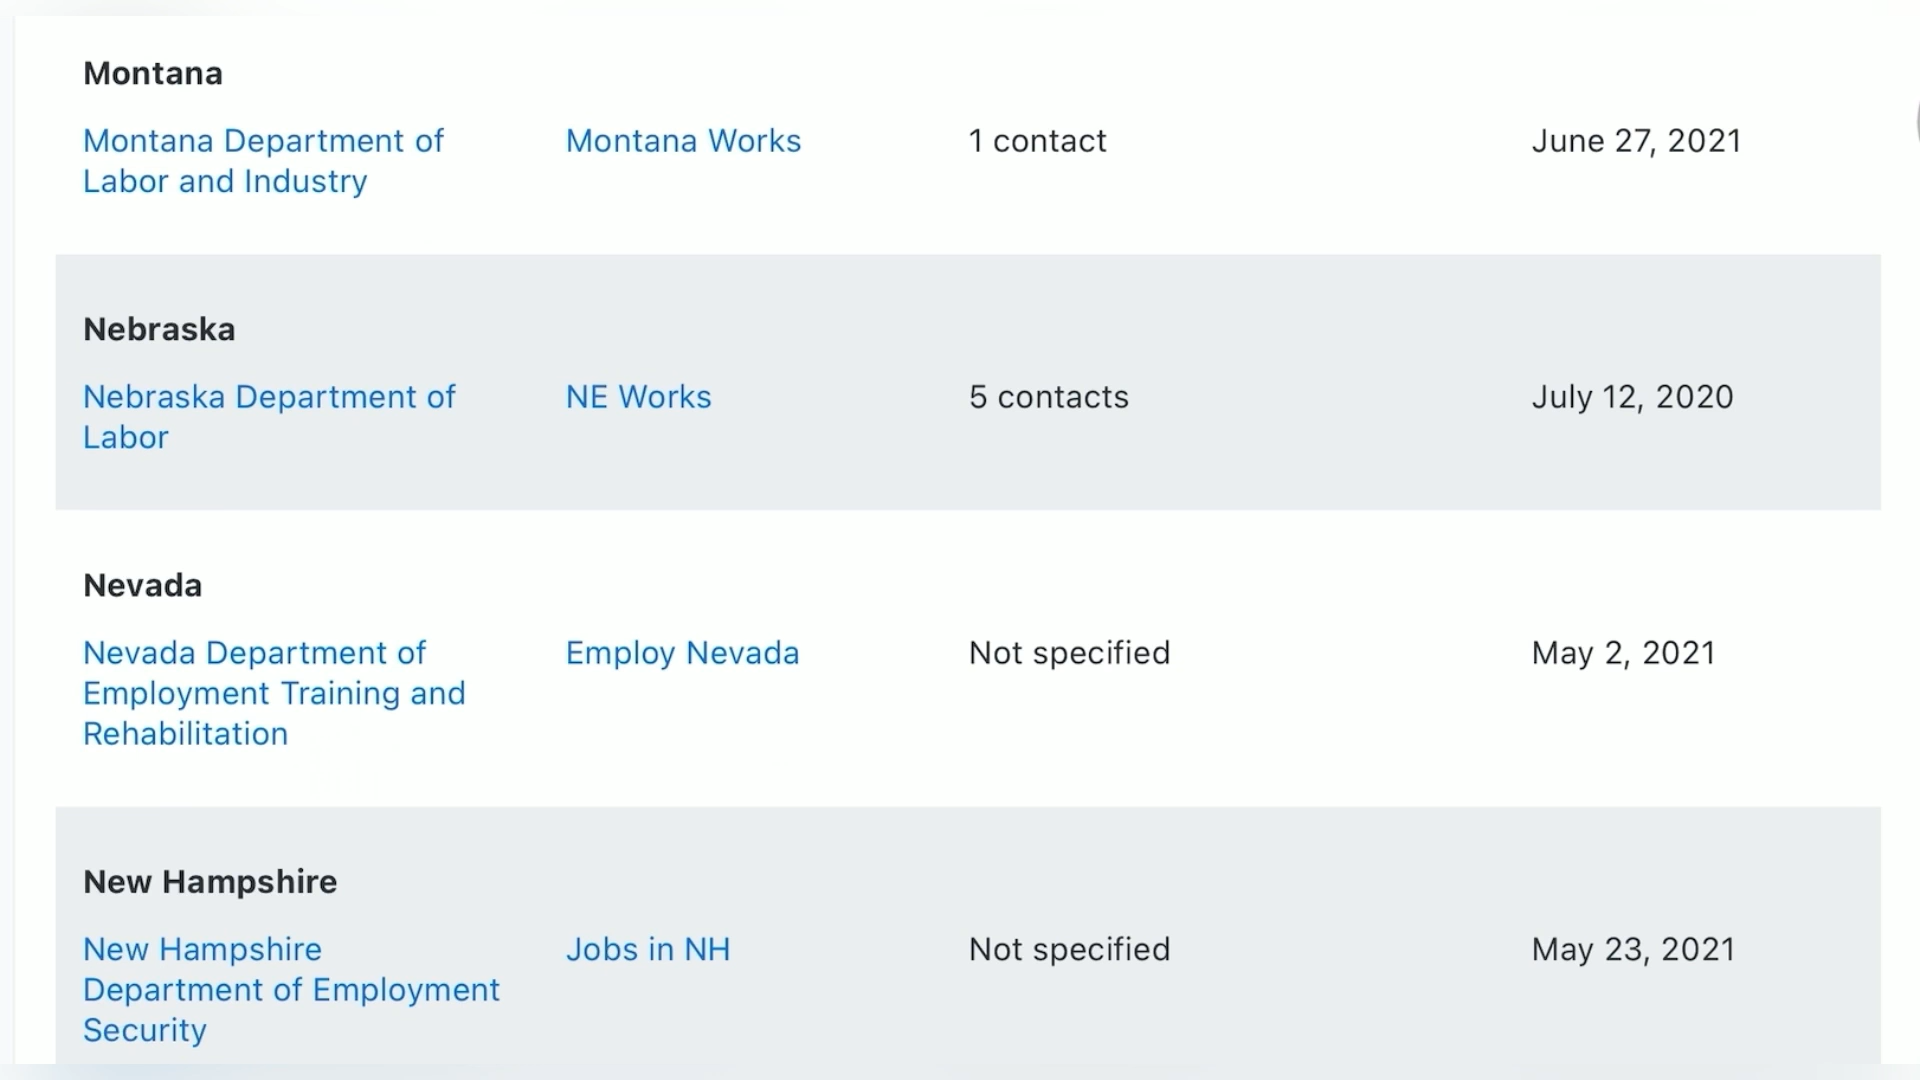 Montana
Montana Department of Labor and Industry
Montana Works
1 contact
June 27, 2021
Nebraska
Nebraska Department of Labor
NE Works
5 contacts
July 12, 2020
Nevada
Nevada Department of Employment Training and Rehabilitation
Employ Nevada
Not specified
May 2, 2021
New Hampshire
New Hampshire Department of Employment Security
Jobs in NH
Not specified
May 23, 2021